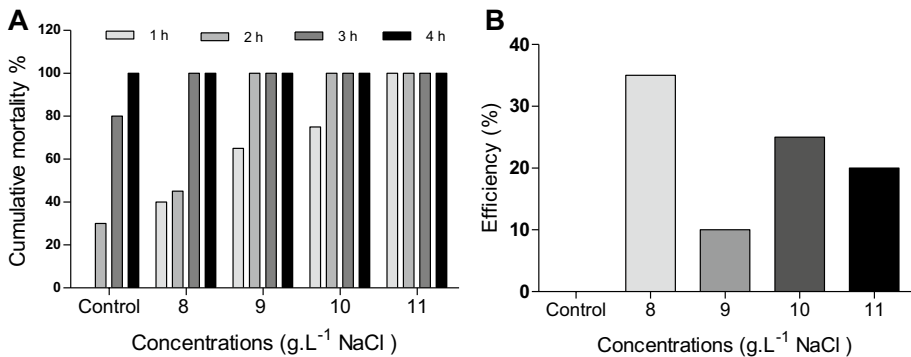 A
1 h 2 h 3 h 4 h
Cumulative mortality %
120
100
80
60
40
20
0
Control 8 9 10 11
Concentrations (g.L⁻¹ NaCl )
B
Efficiency (%)
40
30
20
10
0
Control 8 9 10 11
Concentrations (g.L⁻¹ NaCl )